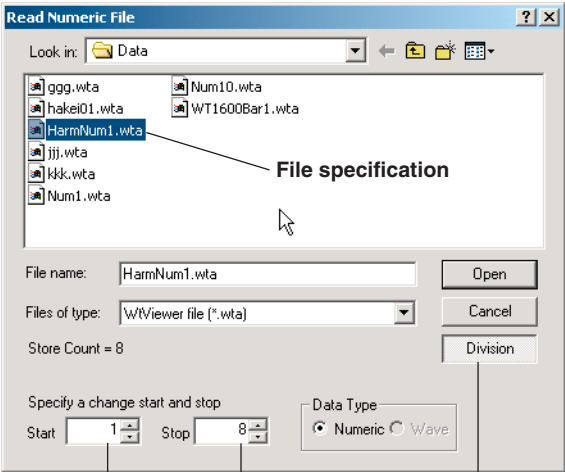 Read Numeric File
Look in: Data
ggg.wta
hakei01.wta
HarmNum1.wta
jjj.wta
kkk.wta
Num1.wta
Num10.wta
WT1600Bar1.wta
File specification
File name: HarmNum1.wta Open
Files of type: WtViewer file (*.wta) Cancel
Store Count = 8 Division
Specify a change start and stop
Start 1 Stop 8
Data Type
Numeric Wave